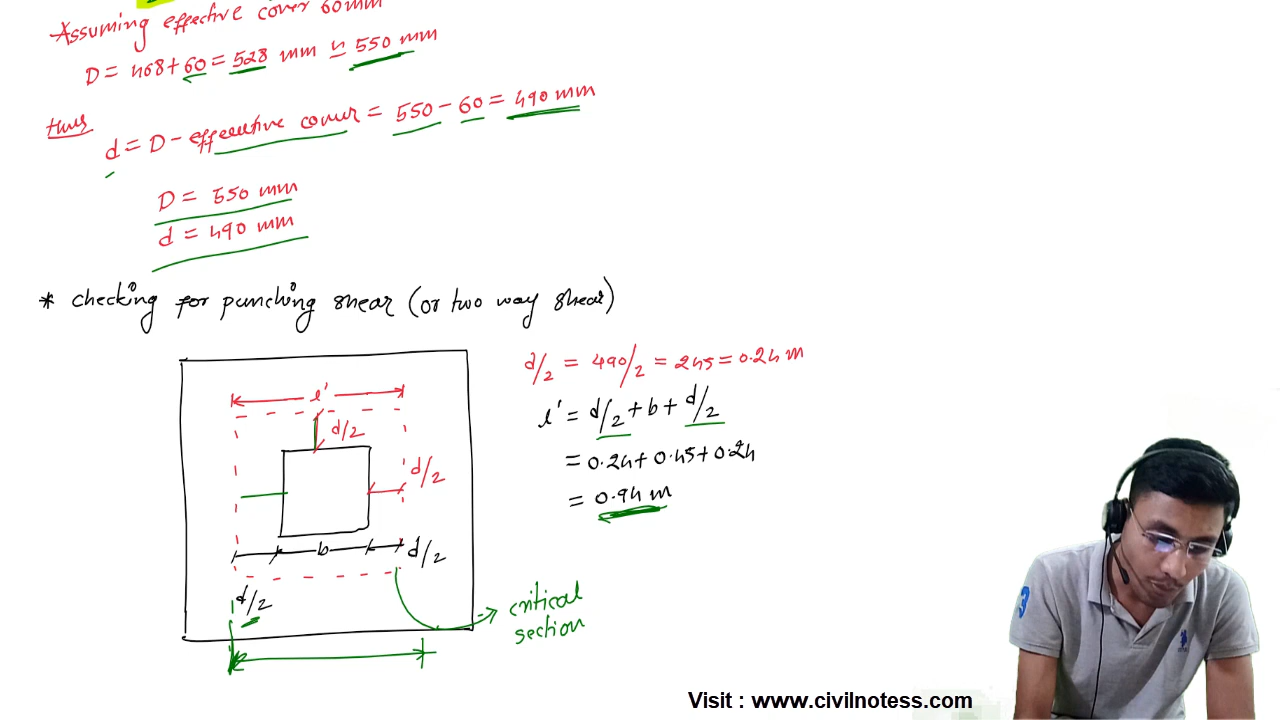 Assuming effective cover 60mm
D = 468+60 = 528 mm ≃ 550 mm
thus
d = D - effective cover = 550 - 60 = 490 mm
D = 550 mm
d = 490 mm
* checking for punching shear (or two way shear)
l'
d/2
d/2
b
d/2
d/2
critical
section
d/2 = 490/2 = 245 = 0.24 m
l' = d/2 + b + d/2
= 0.24+0.45+0.24
= 0.94 m
3
Visit : www.civilnotess.com